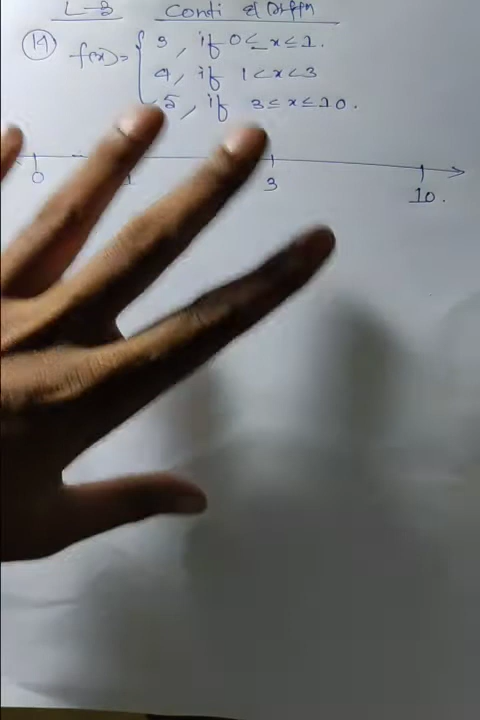 L-3 Conti & Diffn
14 f(x) = { 3, if 0 ≤ x ≤ 1.
4, if 1 < x < 3
5, if 3 ≤ x ≤ 10.
0 1 3 10.